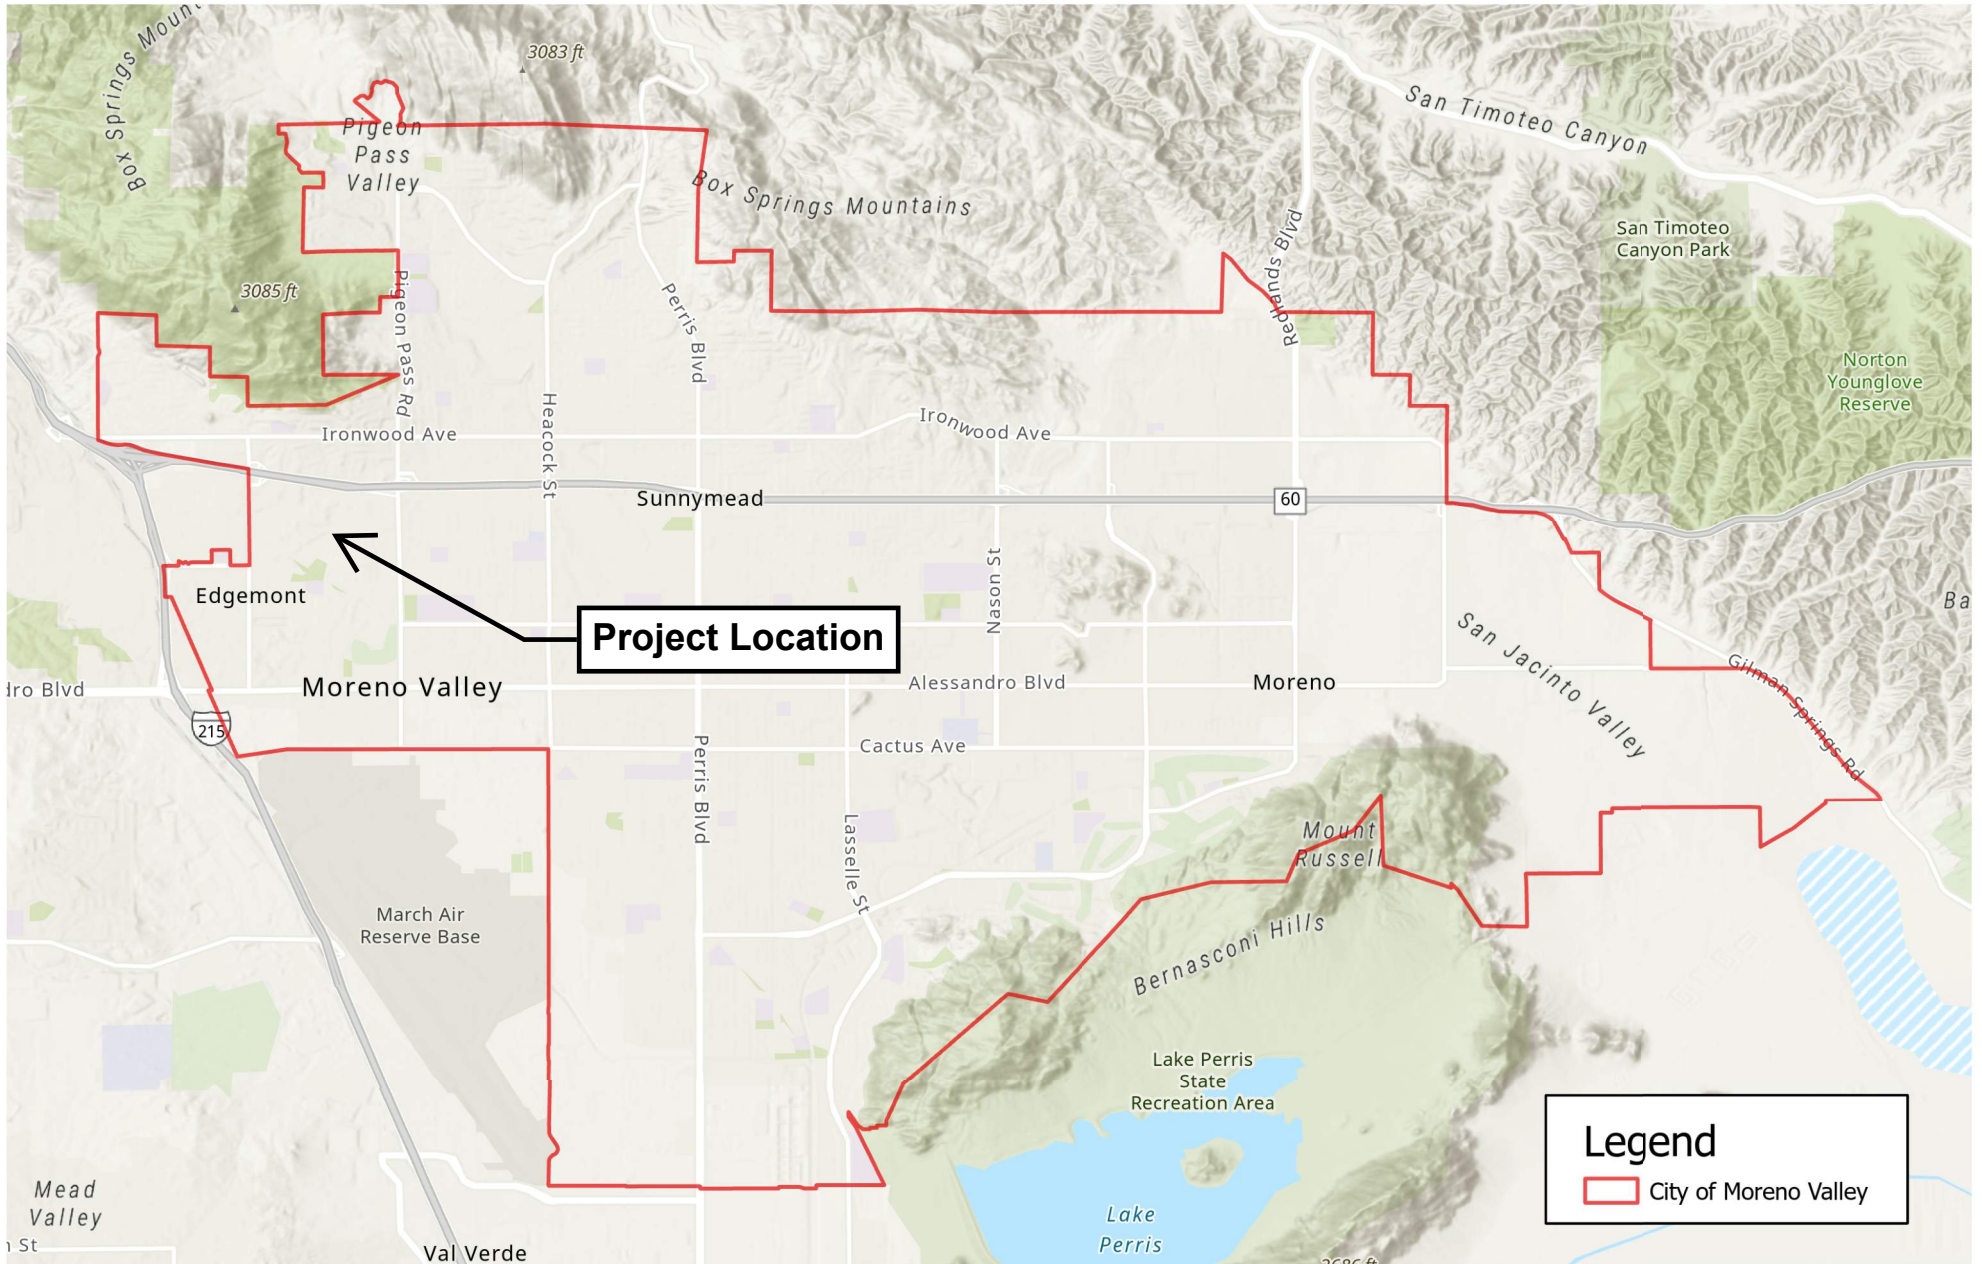 Box Springs Mount
3083 ft
San Timoteo Canyon
Pigeon
Pass
Valley
Box Springs Mountains
San Timoteo
Canyon Park
Redlands Blvd
3085 ft
Pigeon Pass Rd
Perris Blvd
Norton
Younglove
Reserve
Heacock St
Ironwood Ave
Ironwood Ave
Sunnymead
60
Nason St
Edgemont
Ba
Project Location
San Jacinto Valley
Gilman Springs Rd
dro Blvd
Moreno Valley
Alessandro Blvd
Moreno
215
Cactus Ave
Perris Blvd
Lasselle St
Mount
Russell
March Air
Reserve Base
Bernasconi Hills
Lake Perris
State
Recreation Area
Legend
City of Moreno Valley
Mead
Valley
Lake
Perris
St
Val Verde
2686 ft